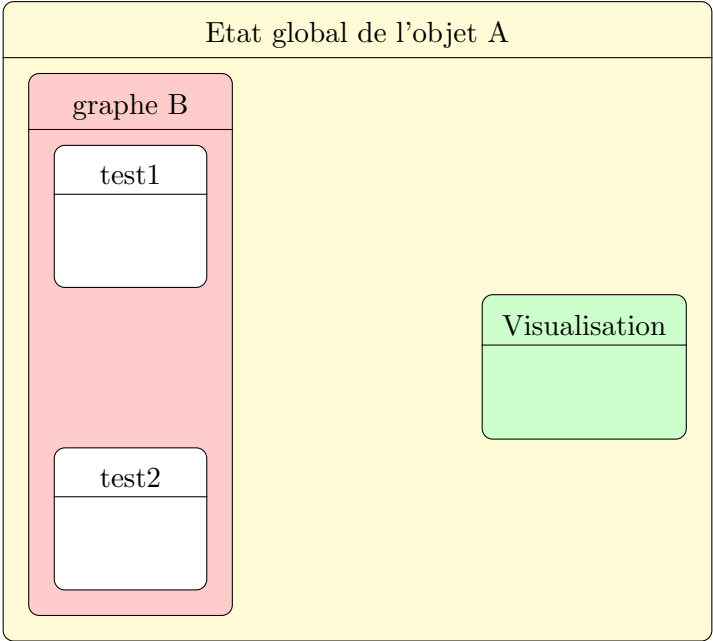 Etat global de l'objet A
graphe B
test1
Visualisation
test2